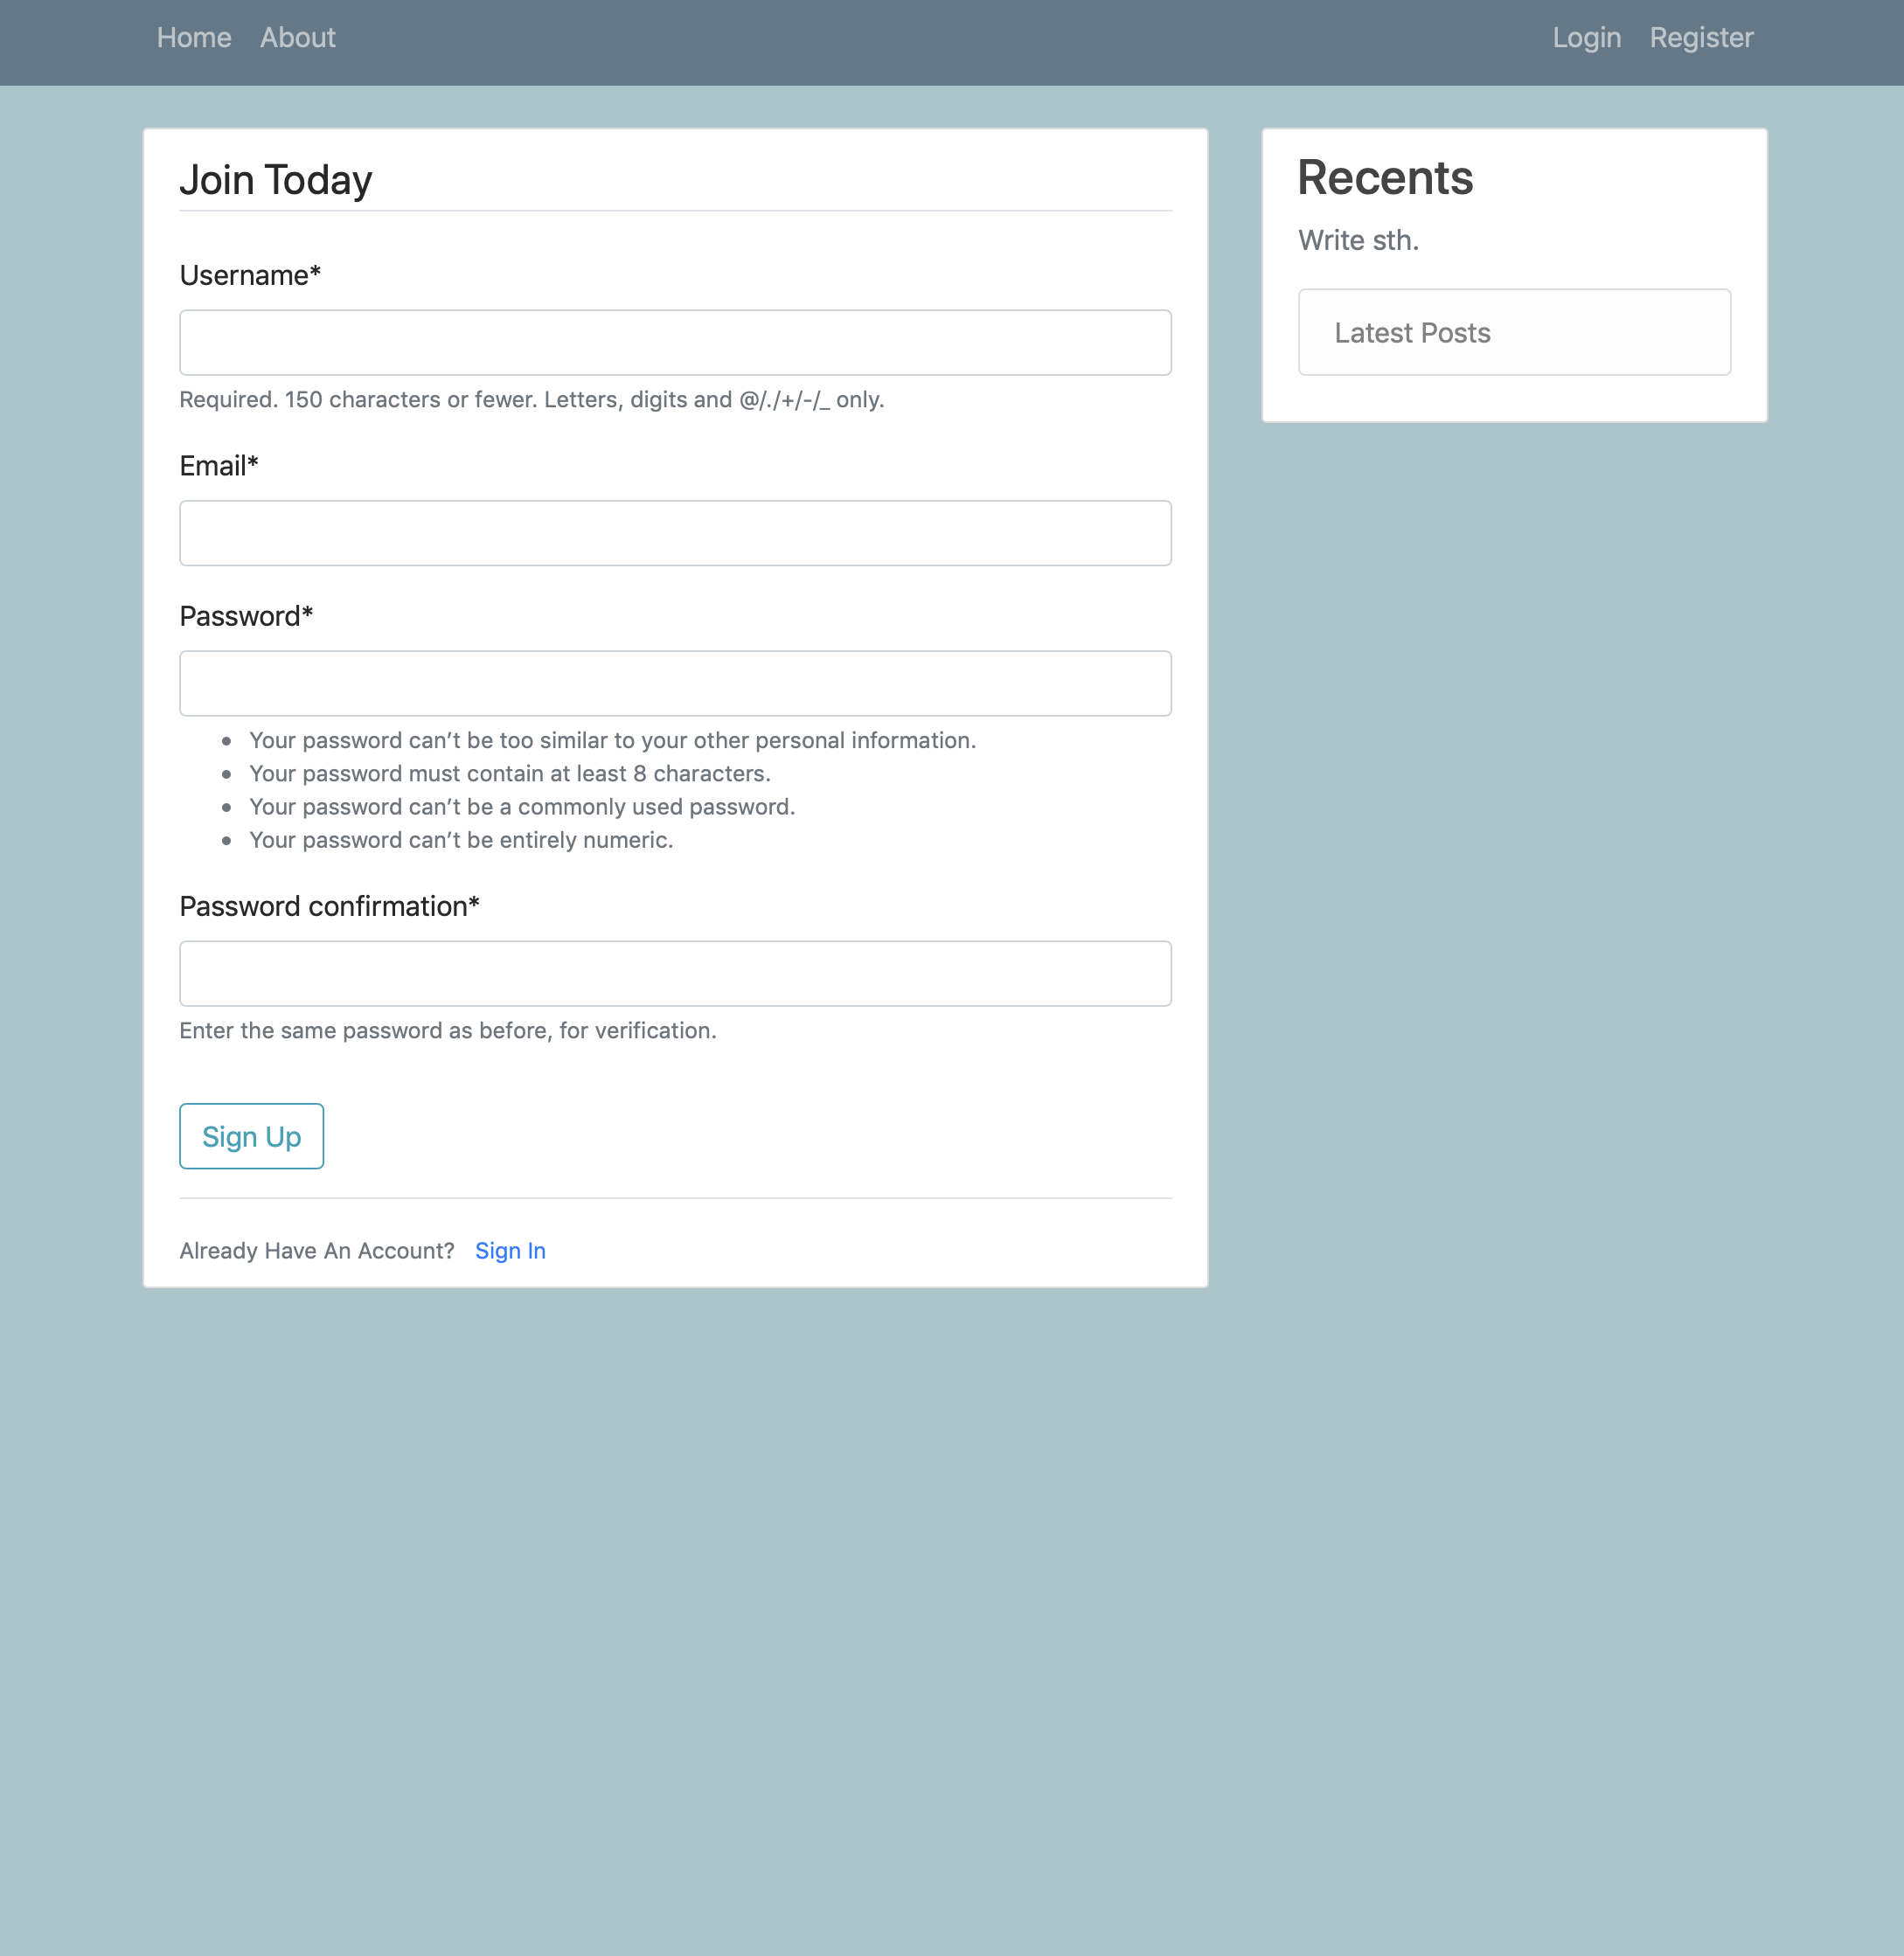 Home About Login Register
Join Today
Username*
Required. 150 characters or fewer. Letters, digits and @/./+/-/_ only.
Email*
Password*
Your password can’t be too similar to your other personal information.
Your password must contain at least 8 characters.
Your password can’t be a commonly used password.
Your password can’t be entirely numeric.
Password confirmation*
Enter the same password as before, for verification.
Sign Up
Already Have An Account? Sign In
Recents
Write sth.
Latest Posts